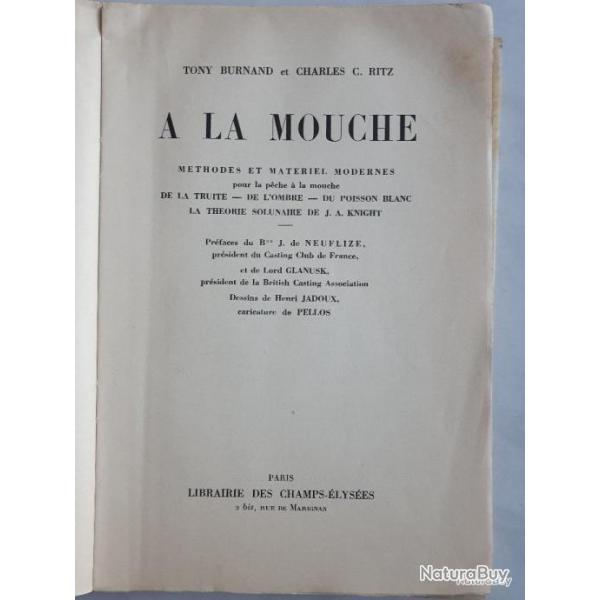 TONY BURNAND et CHARLES C. RITZ
A LA MOUCHE
METHODES ET MATERIEL MODERNES
pour la pêche à la mouche
DE LA TRUITE — DE L'OMBRE — DU POISSON BLANC
LA THEORIE SOLUNAIRE DE J. A. KNIGHT
Préfaces du Bon J. de NEUFLIZE,
président du Casting Club de France,
et de Lord GLANUSK,
président de la British Casting Association
Dessins de Henri JADOUX,
caricature de PELLOS
PARIS
LIBRAIRIE DES CHAMPS-ÉLYSÉES
2 bis, RUE DE MARIGNAN
NaturaBuy